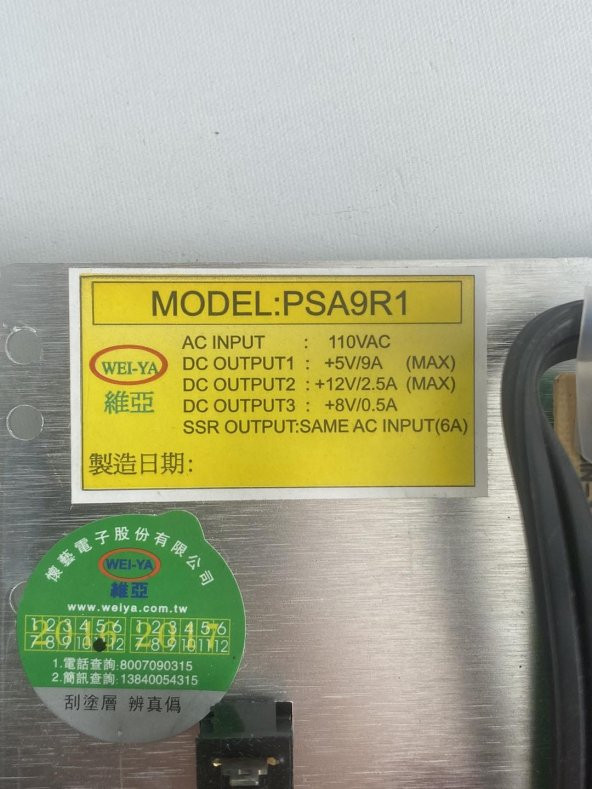 MODEL:PSA9R1
AC INPUT : 110VAC
DC OUTPUT1 : +5V/9A (MAX)
DC OUTPUT2 : +12V/2.5A (MAX)
DC OUTPUT3 : +8V/0.5A
SSR OUTPUT:SAME AC INPUT(6A)
WEI-YA
維亞
製造日期:
懷藝電子股份有限公司
WEI-YA
維亞
www.weiya.com.tw
2016 2017
1 2 3 4 5 6 1 2 3 4 5 6
7 8 9 10 11 12 7 8 9 10 11 12
1.電話查詢:8007090315
2.簡訊查詢:13840054315
刮塗層 辨真僞